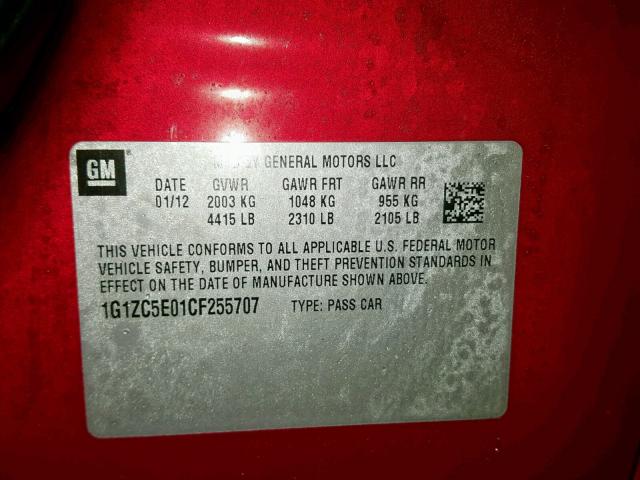 GM
MFD BY GENERAL MOTORS LLC
DATE GVWR GAWR FRT GAWR RR
01/12 2003 KG 1048 KG 955 KG
4415 LB 2310 LB 2105 LB
THIS VEHICLE CONFORMS TO ALL APPLICABLE U.S. FEDERAL MOTOR
VEHICLE SAFETY, BUMPER, AND THEFT PREVENTION STANDARDS IN
EFFECT ON THE DATE OF MANUFACTURE SHOWN ABOVE.
1G1ZC5E01CF255707 TYPE: PASS CAR